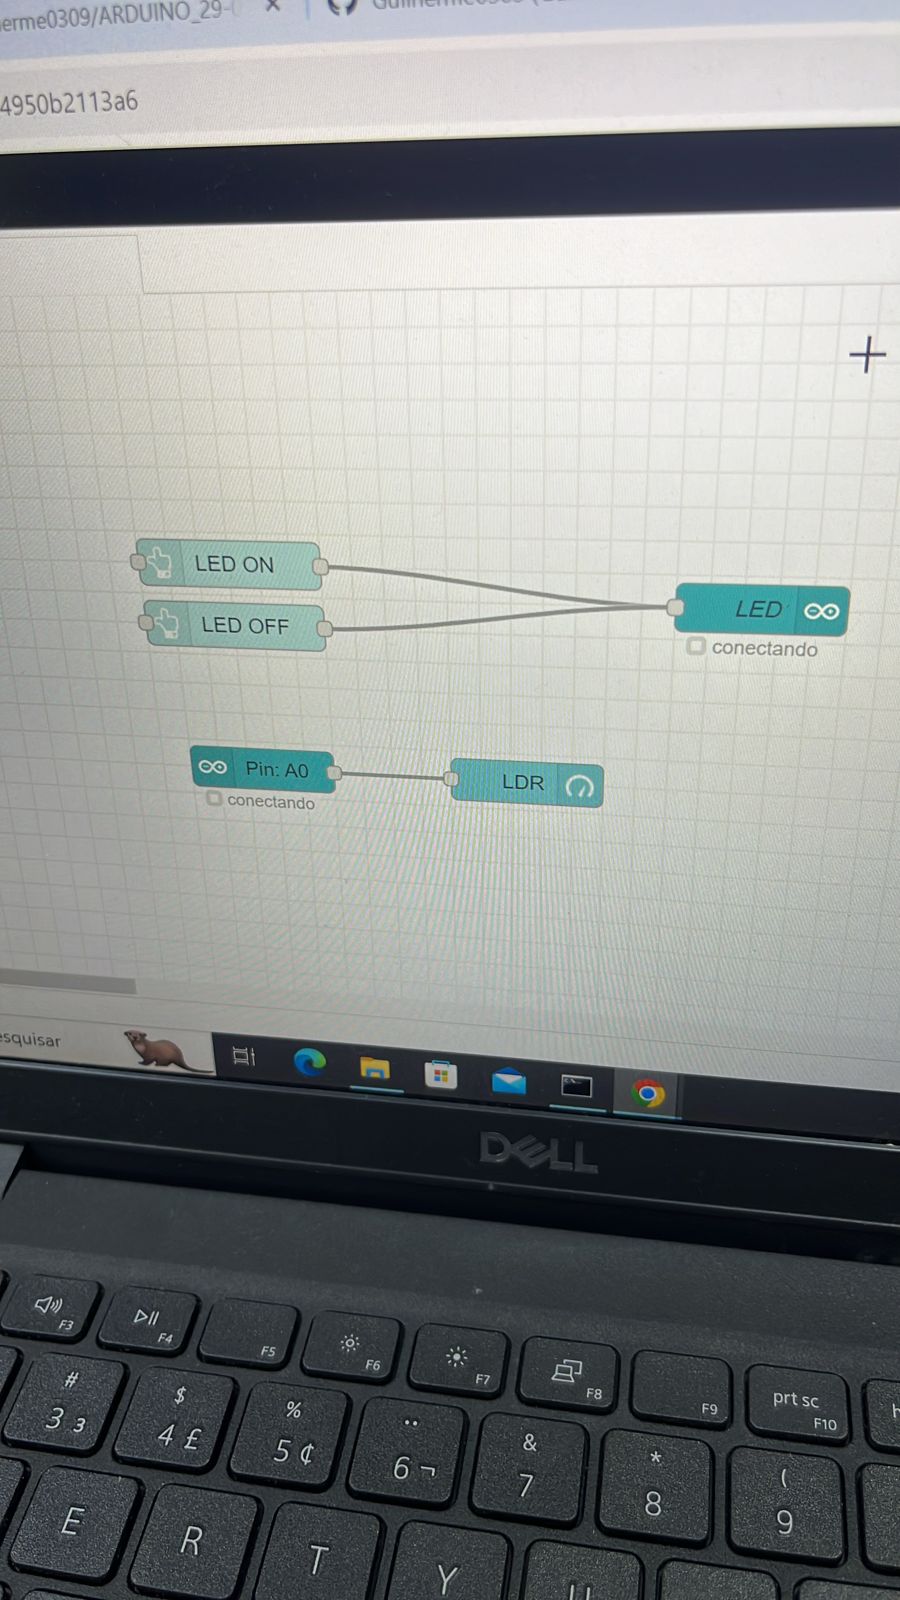 erme0309/ARDUINO_29-
4950b2113a6
LED ON
LED OFF
LED
conectando
Pin: A0
LDR
conectando
esquisar
DELL
F3
F4
F5
F6
F7
F8
F9
prt sc
F10
#
3 3
$
4 £
%
5 ¢
¨
6 ¬
&
7
*
8
(
9
E
R
T
Y